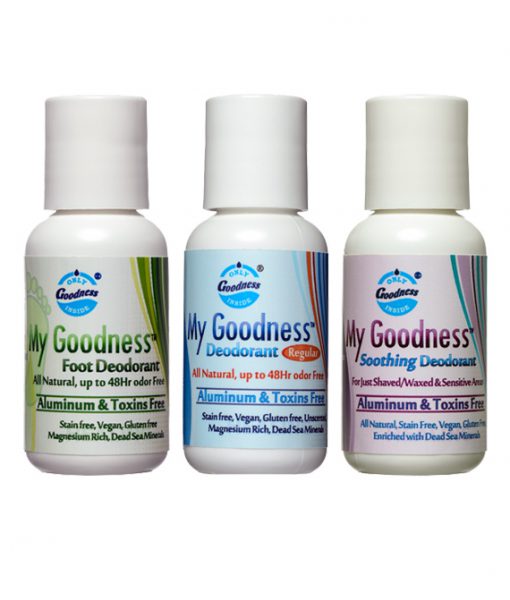 ONLY
Goodness
INSIDE
My Goodness™
Foot Deodorant
All Natural, up to 48Hr odor Free
Aluminum & Toxins Free
Stain free, Vegan, Gluten free
Magnesium Rich, Dead Sea Minerals
ONLY
Goodness ®
INSIDE
My Goodness™
Deodorant Regular
All Natural, up to 48Hr odor Free
Aluminum & Toxins Free
Stain free, Vegan, Gluten free, Unscented
Magnesium Rich, Dead Sea Minerals
ONLY
Goodness
INSIDE
My Goodness™
Soothing Deodorant
For Just Shaved/Waxed & Sensitive Areas
Aluminum & Toxins Free
All Natural, Stain Free, Vegan, Gluten Free
Enriched with Dead Sea Minerals